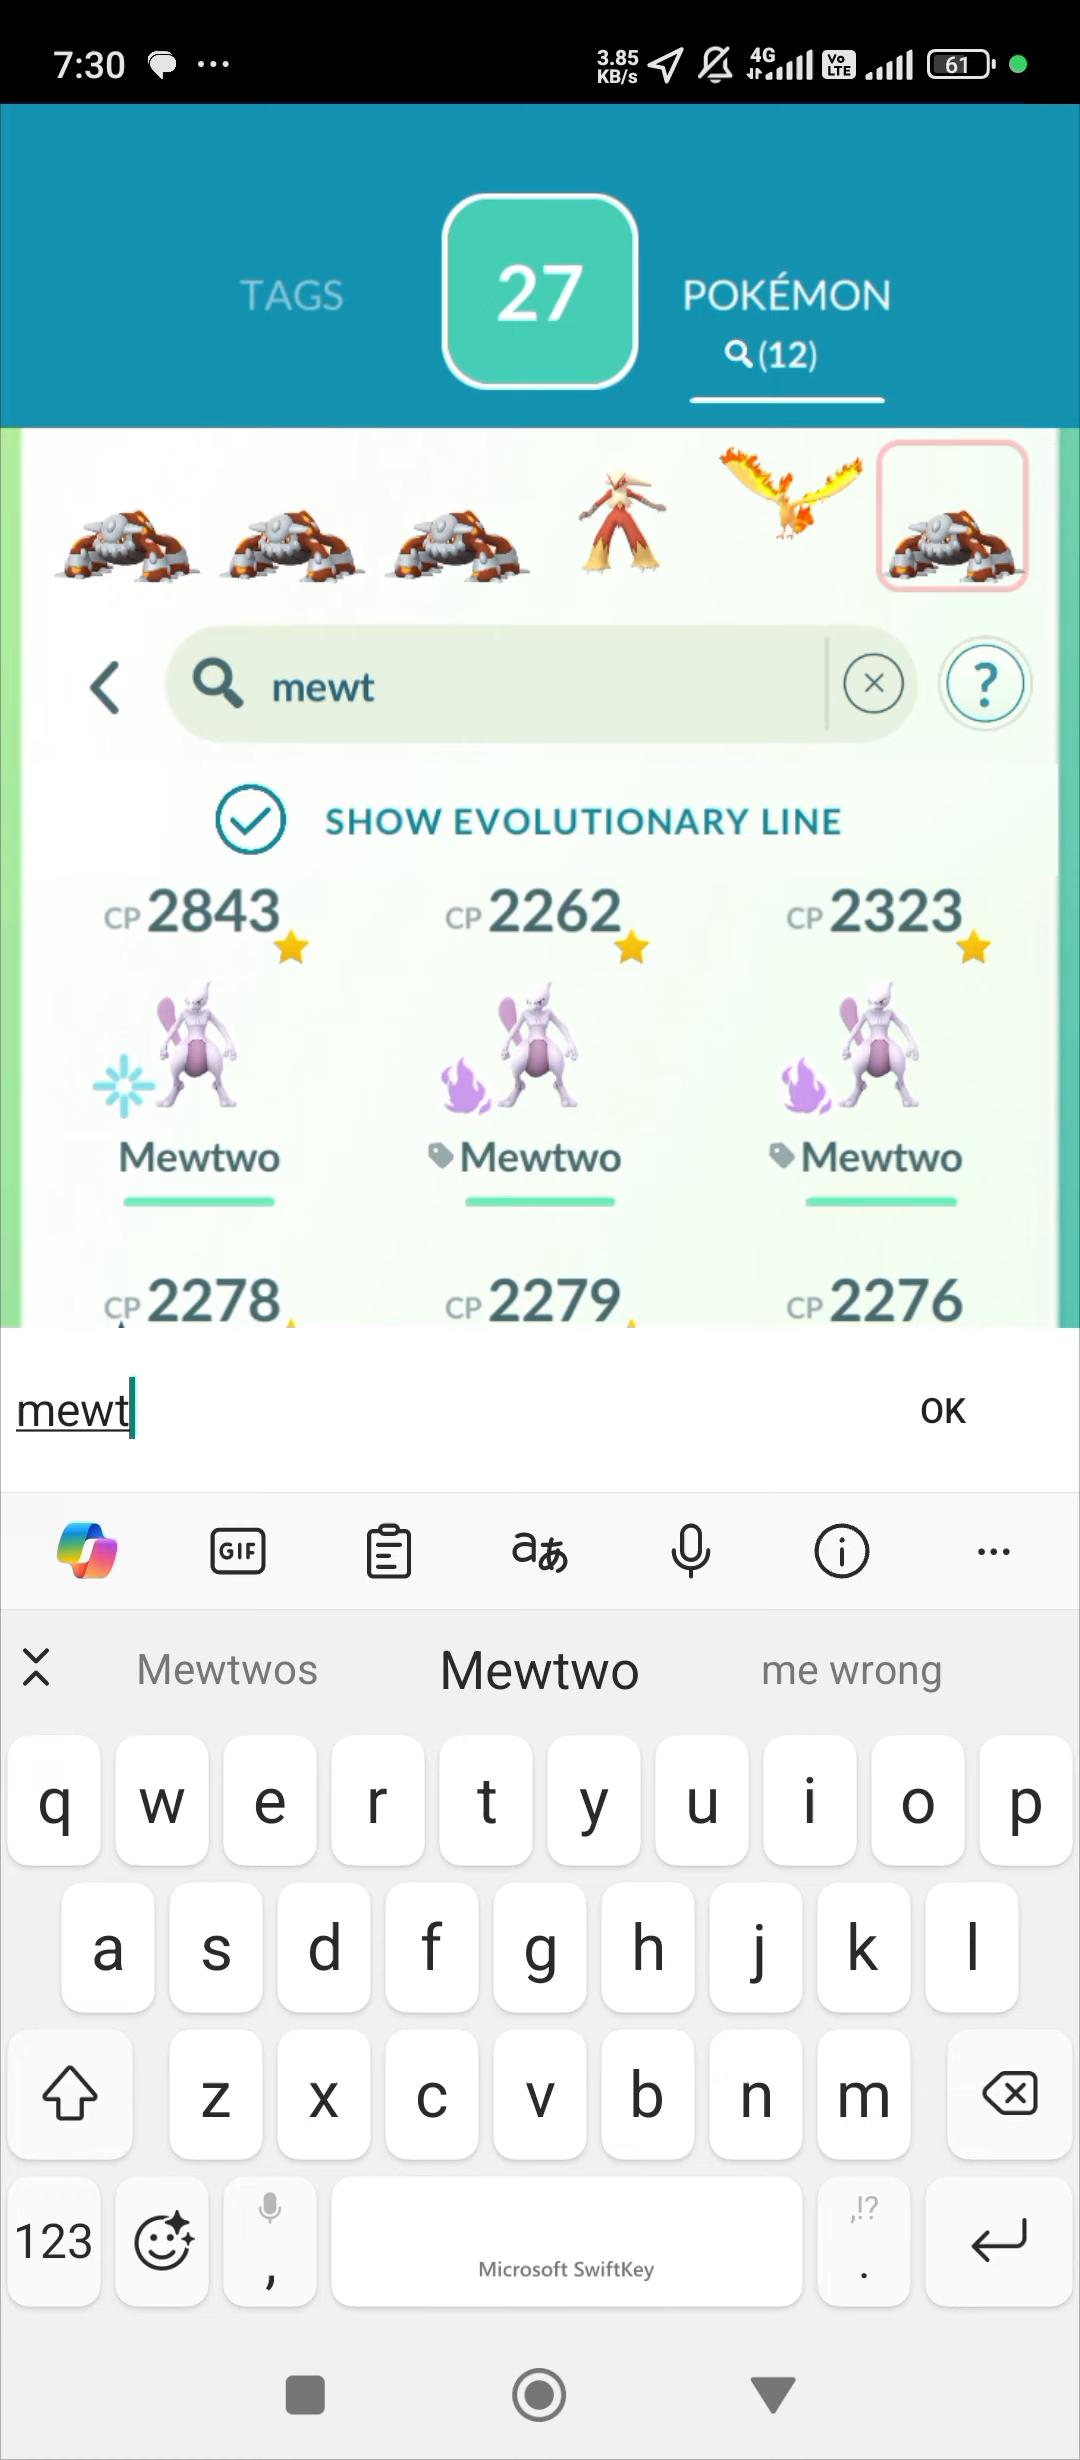 7:30 ... 3.85 KB/s 4G Vo LTE 61
TAGS
27
POKÉMON
(12)
mewt
?
SHOW EVOLUTIONARY LINE
CP 2843 CP 2262 CP 2323
Mewtwo Mewtwo Mewtwo
CP 2278 CP 2279 CP 2276
mewt OK
GIF aあ ...
Mewtwos Mewtwo me wrong
q w e r t y u i o p
a s d f g h j k l
z x c v b n m
123 , Microsoft SwiftKey ,!? .